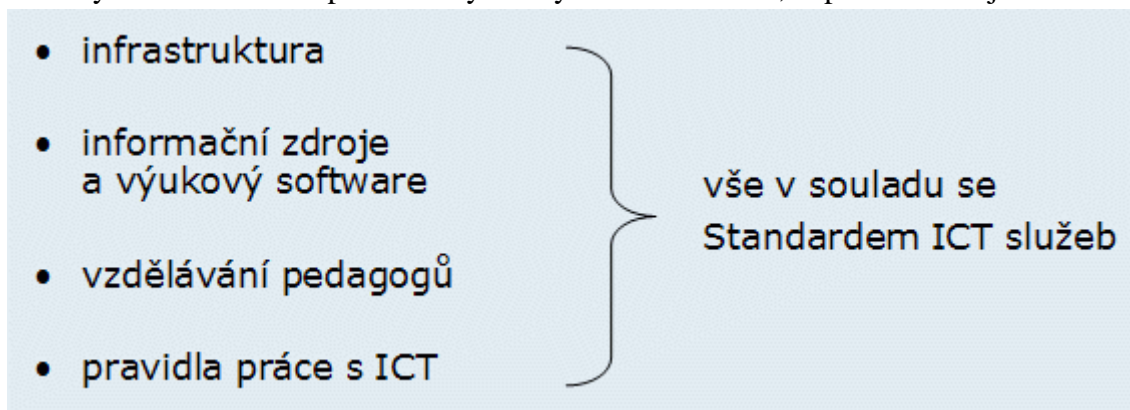 • infrastruktura
• informační zdroje
a výukový software
• vzdělávání pedagogů
• pravidla práce s ICT
vše v souladu se
Standardem ICT služeb